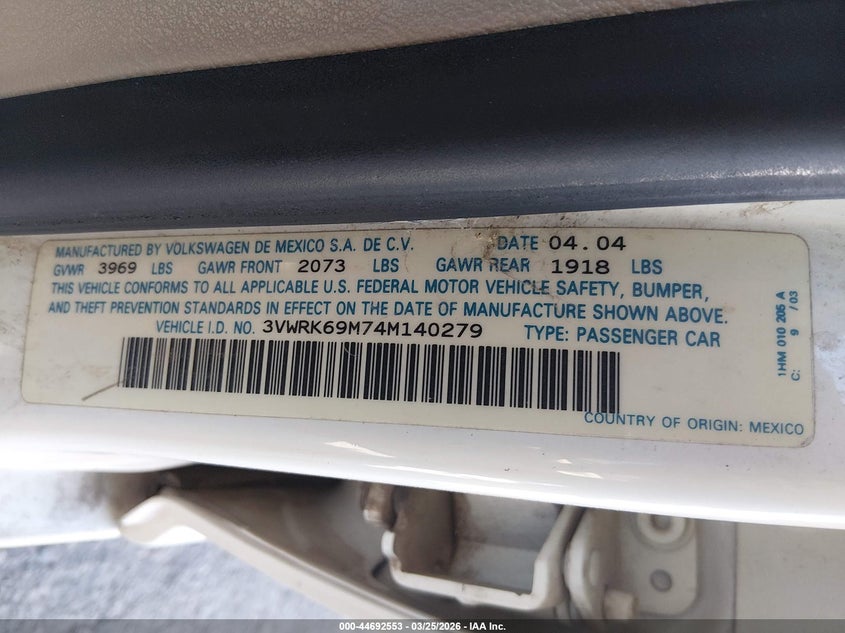 MANUFACTURED BY VOLKSWAGEN DE MEXICO S.A. DE C.V. DATE 04.04
GVWR 3969 LBS GAWR FRONT 2073 LBS GAWR REAR 1918 LBS
THIS VEHICLE CONFORMS TO ALL APPLICABLE U.S. FEDERAL MOTOR VEHICLE SAFETY, BUMPER,
AND THEFT PREVENTION STANDARDS IN EFFECT ON THE DATE OF MANUFACTURE SHOWN ABOVE.
VEHICLE I.D. NO. 3VWRK69M74M140279 TYPE: PASSENGER CAR
COUNTRY OF ORIGIN: MEXICO
1HM 010 205 A
C: 9 / 03
000-44692553 — 03/25/2026 — IAA Inc.